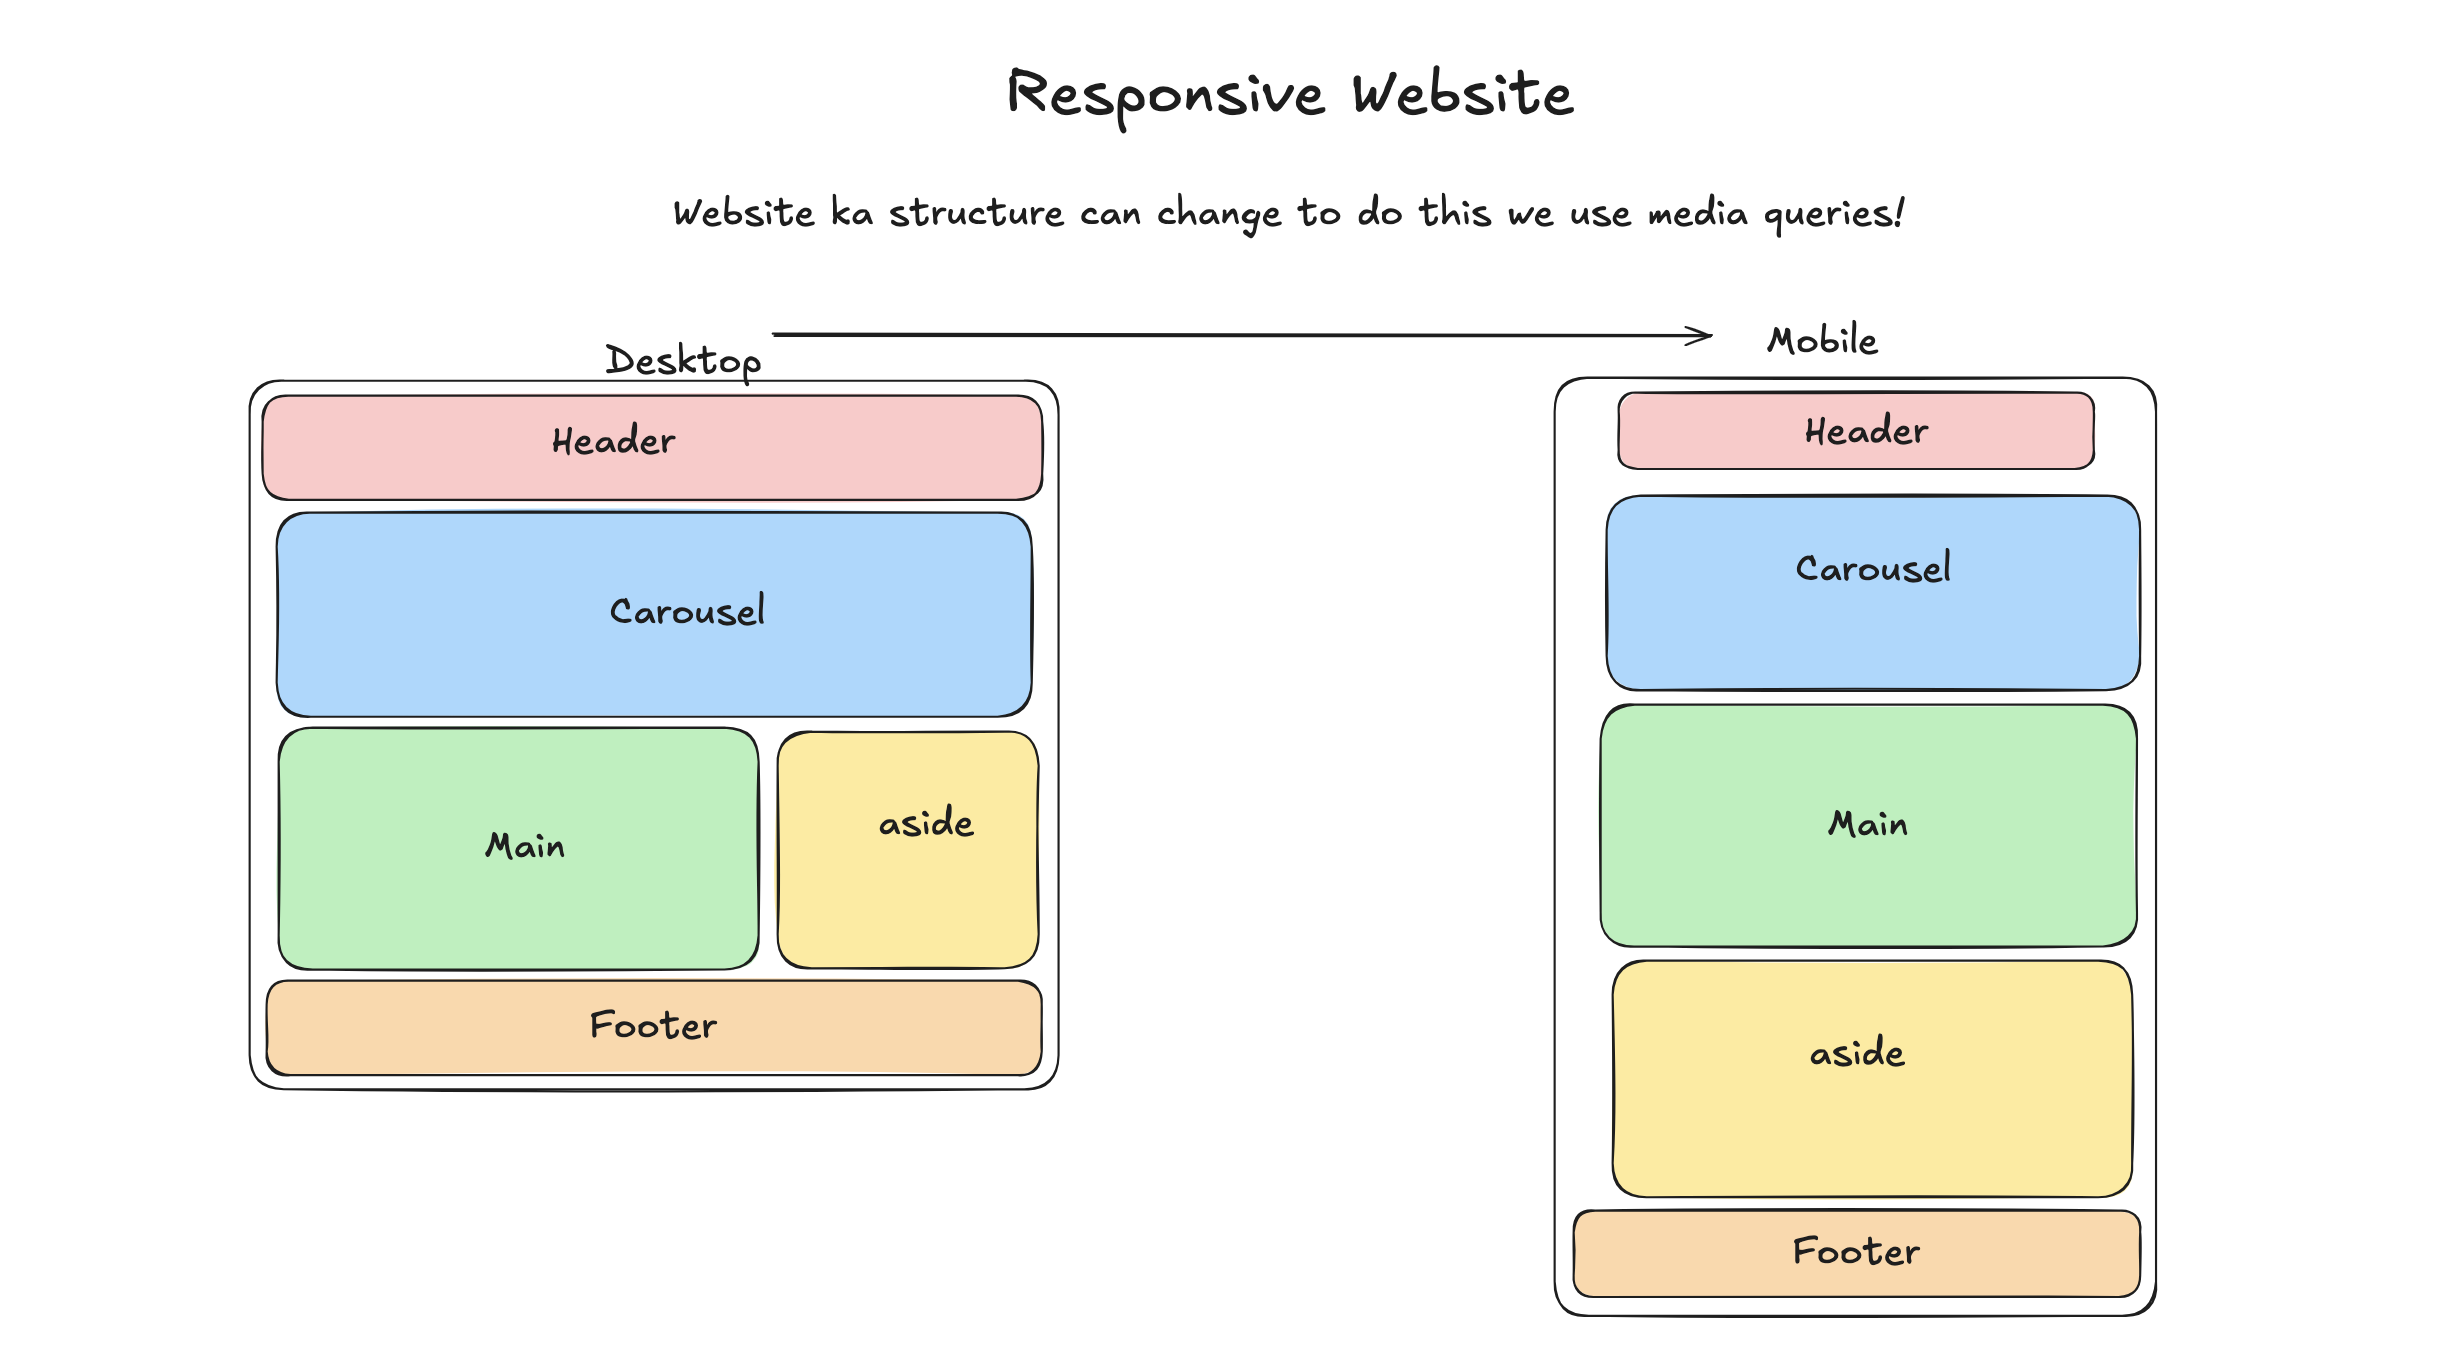 Responsive Website
Website ka structure can change to do this we use media queries!
Desktop
Header
Carousel
Main
aside
Footer
Mobile
Header
Carousel
Main
aside
Footer